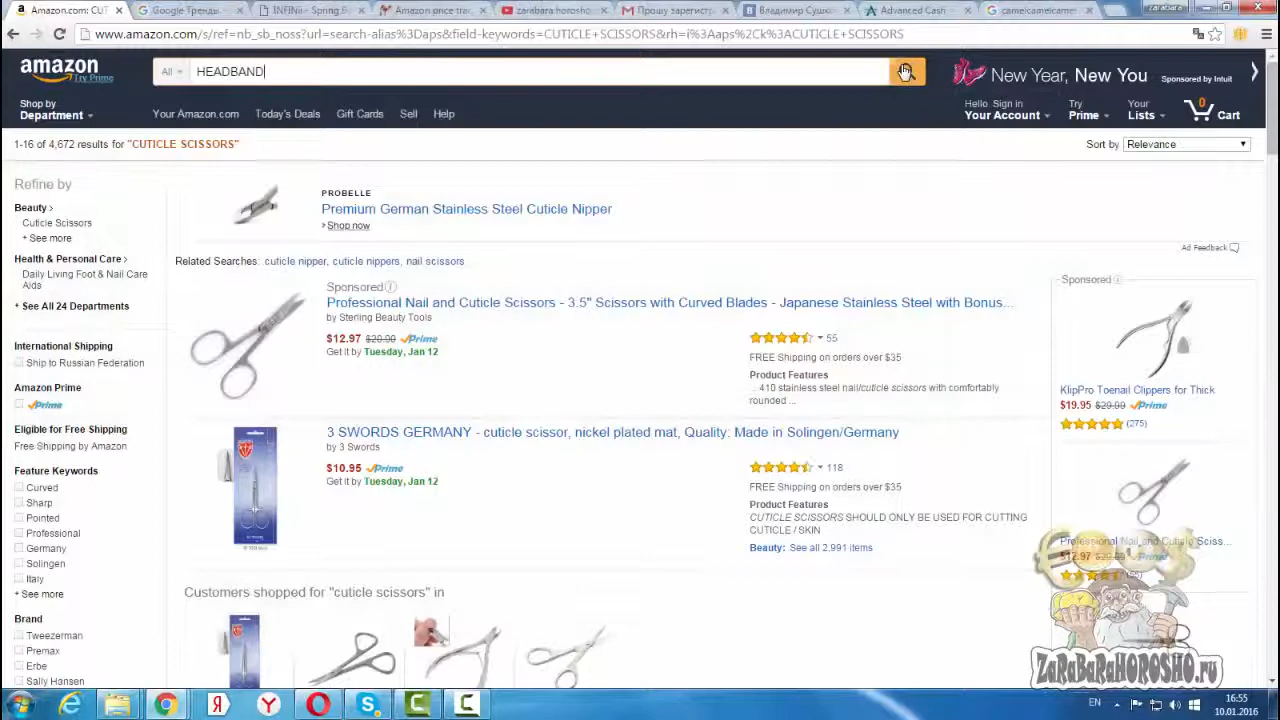 Amazon.com: CUT
Google Тренды
INFINii - Spring &
Amazon price tra
zarabara horosho
Прошу зарегистр
Владимир Сушко
Advanced Cash
camelcamelcame
zarabara
www.amazon.com/s/ref=nb_sb_noss?url=search-alias%3Daps&field-keywords=CUTICLE+SCISSORS&rh=i%3Aaps%2Ck%3ACUTICLE+SCISSORS
amazon
Try Prime
All
HEADBAND
New Year, New You
Sponsored by Intuit
Shop by
Department
Your Amazon.com
Today's Deals
Gift Cards
Sell
Help
Hello. Sign in
Your Account
Try
Prime
Your
Lists
0
Cart
1-16 of 4,672 results for "CUTICLE SCISSORS"
Sort by
Relevance
Refine by
Beauty
Cuticle Scissors
+ See more
Health & Personal Care
Daily Living Foot & Nail Care
Aids
+ See All 24 Departments
International Shipping
Ship to Russian Federation
Amazon Prime
Prime
Eligible for Free Shipping
Free Shipping by Amazon
Feature Keywords
Curved
Sharp
Pointed
Professional
Germany
Solingen
Italy
+ See more
Brand
Tweezerman
Premax
Erbe
Sally Hansen
PROBELLE
Premium German Stainless Steel Cuticle Nipper
Shop now
Ad Feedback
Related Searches: cuticle nipper, cuticle nippers, nail scissors
Sponsored
Professional Nail and Cuticle Scissors - 3.5" Scissors with Curved Blades - Japanese Stainless Steel with Bonus...
by Sterling Beauty Tools
$12.97 $20.90 Prime
Get it by Tuesday, Jan 12
55
FREE Shipping on orders over $35
Product Features
... 410 stainless steel nail/cuticle scissors with comfortably
rounded ...
3 SWORDS GERMANY - cuticle scissor, nickel plated mat, Quality: Made in Solingen/Germany
by 3 Swords
$10.95 Prime
Get it by Tuesday, Jan 12
118
FREE Shipping on orders over $35
Product Features
CUTICLE SCISSORS SHOULD ONLY BE USED FOR CUTTING
CUTICLE / SKIN
Beauty: See all 2,991 items
Customers shopped for "cuticle scissors" in
Sponsored
KlipPro Toenail Clippers for Thick
$19.95 $29.99 Prime
(275)
Professional Nail and Cuticle Sciss...
$12.97 Prime
ZaRaBaRaHOROSHO.ru
EN
16:55
10.01.2016